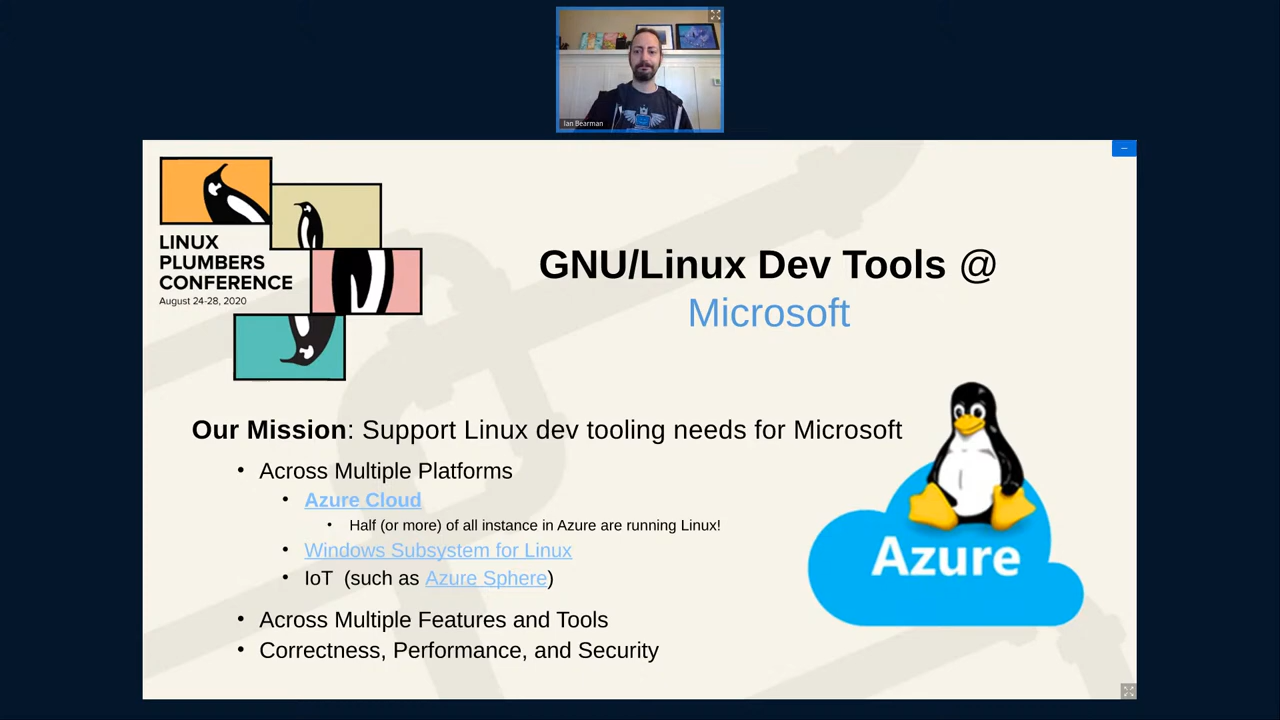 Ian Bearman
LINUX
PLUMBERS
CONFERENCE
August 24-28, 2020
GNU/Linux Dev Tools @
Microsoft
Our Mission: Support Linux dev tooling needs for Microsoft
• Across Multiple Platforms
• Azure Cloud
• Half (or more) of all instance in Azure are running Linux!
• Windows Subsystem for Linux
• IoT (such as Azure Sphere)
• Across Multiple Features and Tools
• Correctness, Performance, and Security
Azure